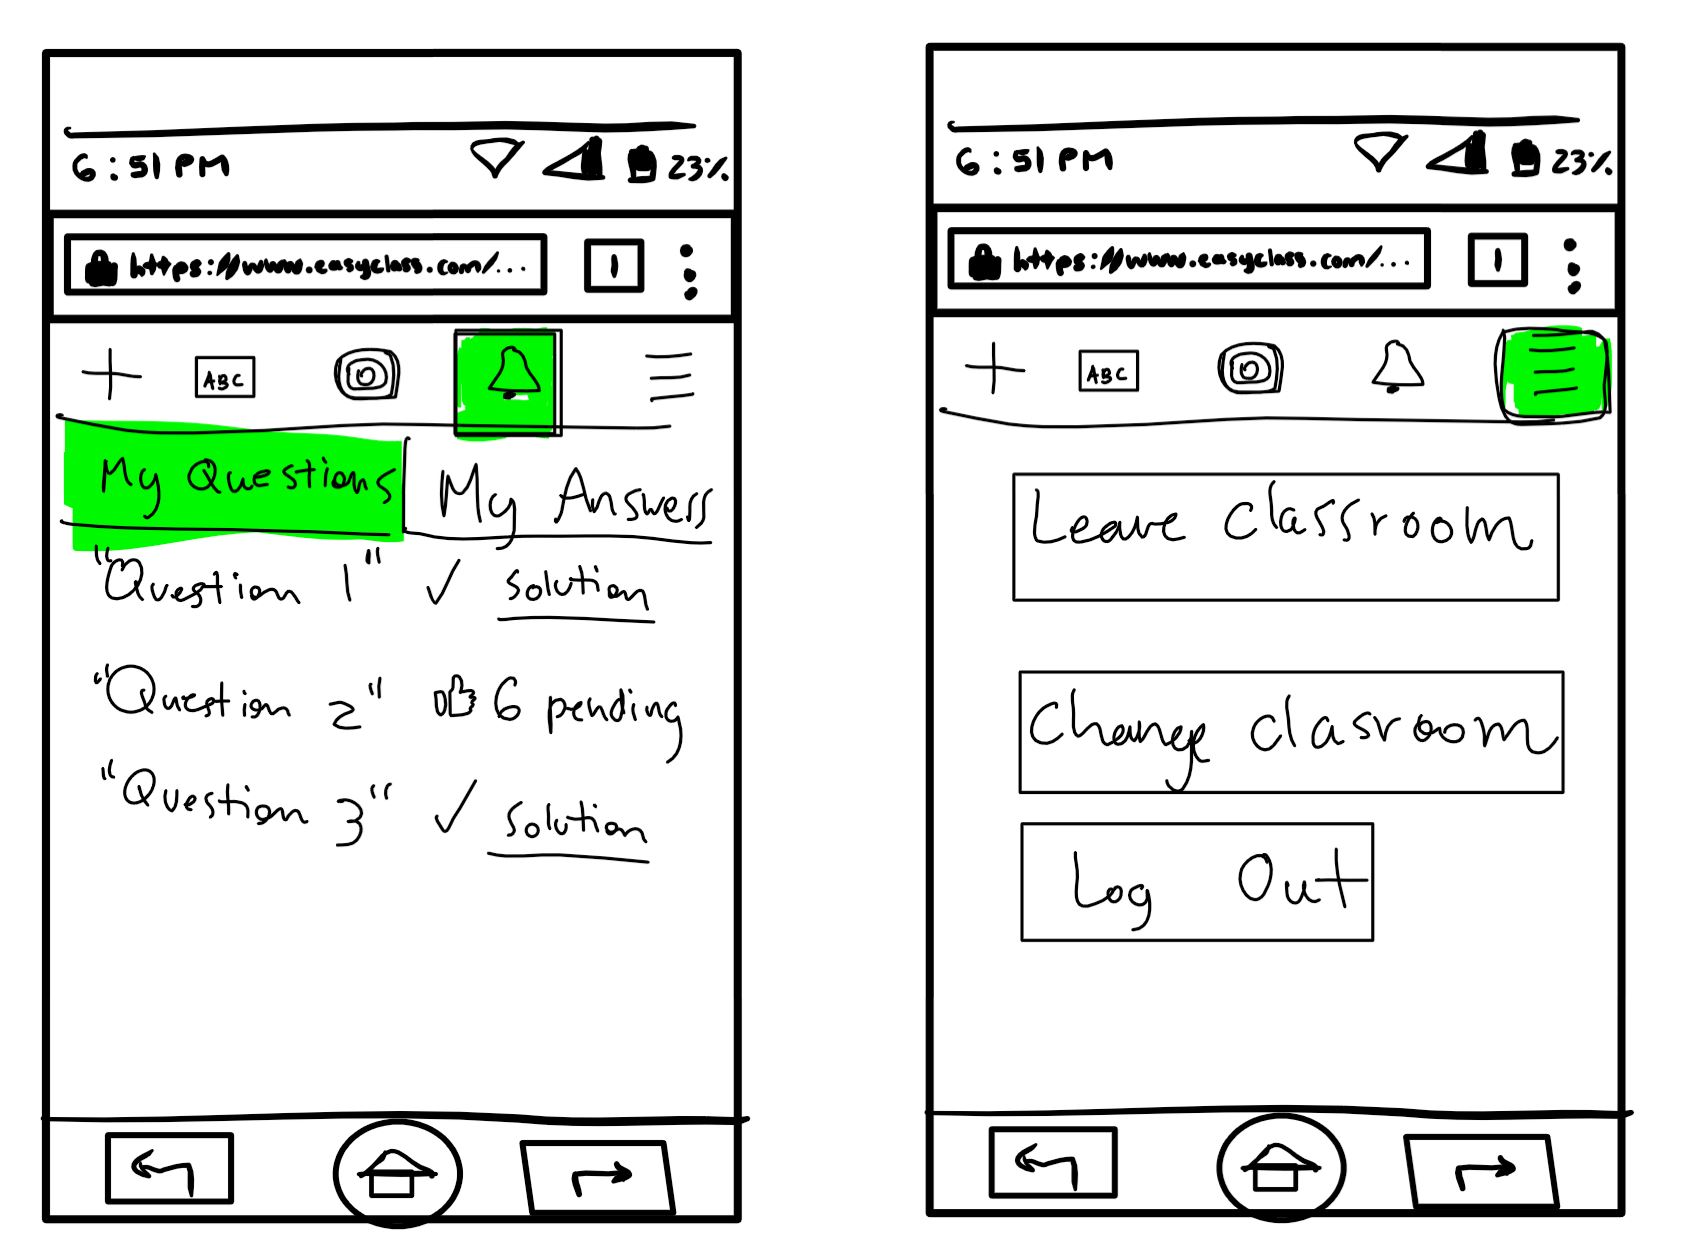 6:51 PM 23%
https://www.easyclass.com/... 1
ABC
My Questions My Answers
"Question 1" ✓ Solution
"Question 2" 6 pending
"Question 3" ✓ Solution
6:51 PM 23%
https://www.easyclass.com/... 1
ABC
Leave classroom
Change clasroom
Log Out